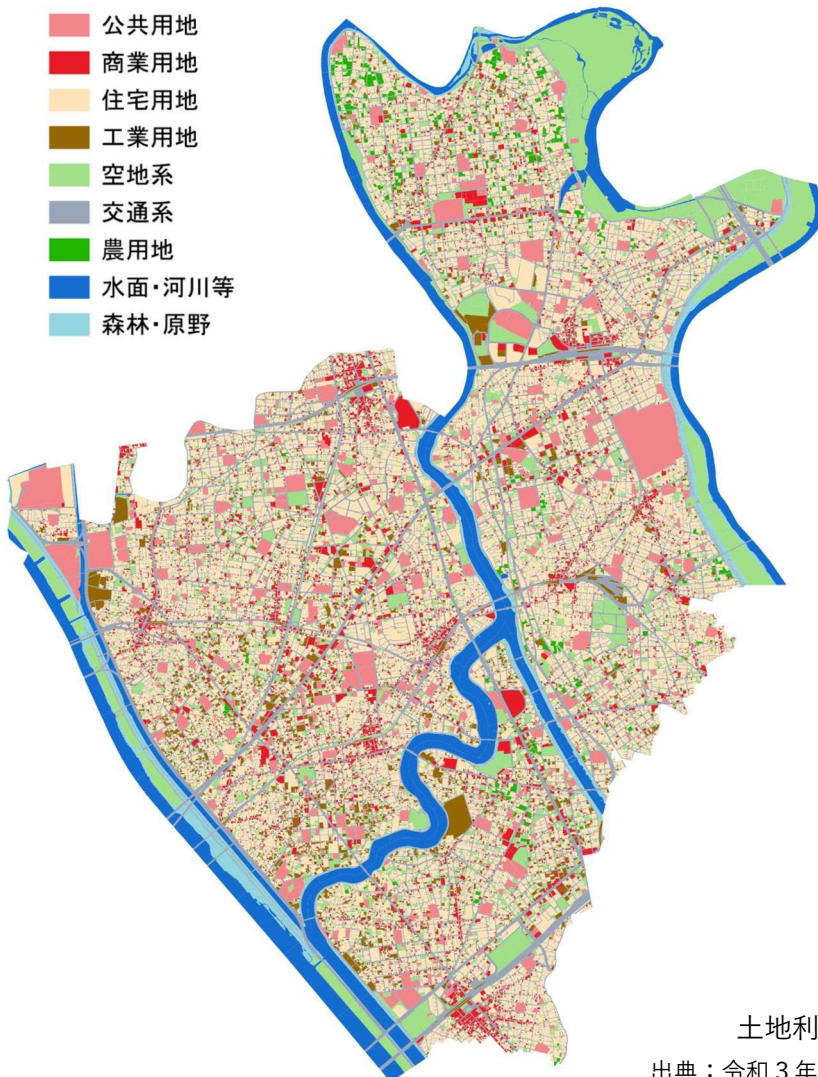 公共用地
商業用地
住宅用地
工業用地
空地系
交通系
農用地
水面・河川等
森林・原野
土地利
出典：令和3年